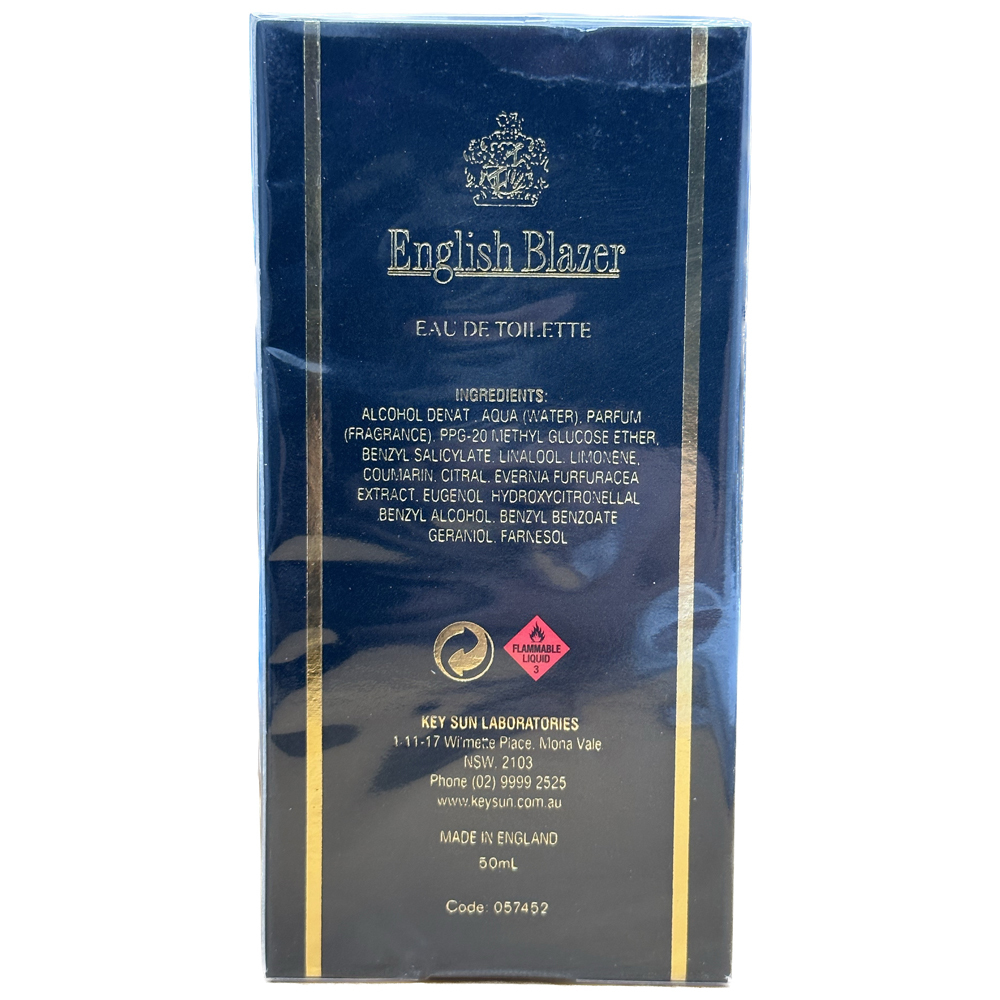 English Blazer
EAU DE TOILETTE
INGREDIENTS:
ALCOHOL DENAT., AQUA (WATER), PARFUM
(FRAGRANCE), PPG-20 METHYL GLUCOSE ETHER,
BENZYL SALICYLATE, LINALOOL, LIMONENE,
COUMARIN, CITRAL, EVERNIA FURFURACEA
EXTRACT, EUGENOL, HYDROXYCITRONELLAL
BENZYL ALCOHOL, BENZYL BENZOATE
GERANIOL, FARNESOL
FLAMMABLE
LIQUID
3
KEY SUN LABORATORIES
1-11-17 Wilmette Place, Mona Vale
NSW, 2103
Phone (02) 9999 2525
www.keysun.com.au
MADE IN ENGLAND
50mL
Code: 057452